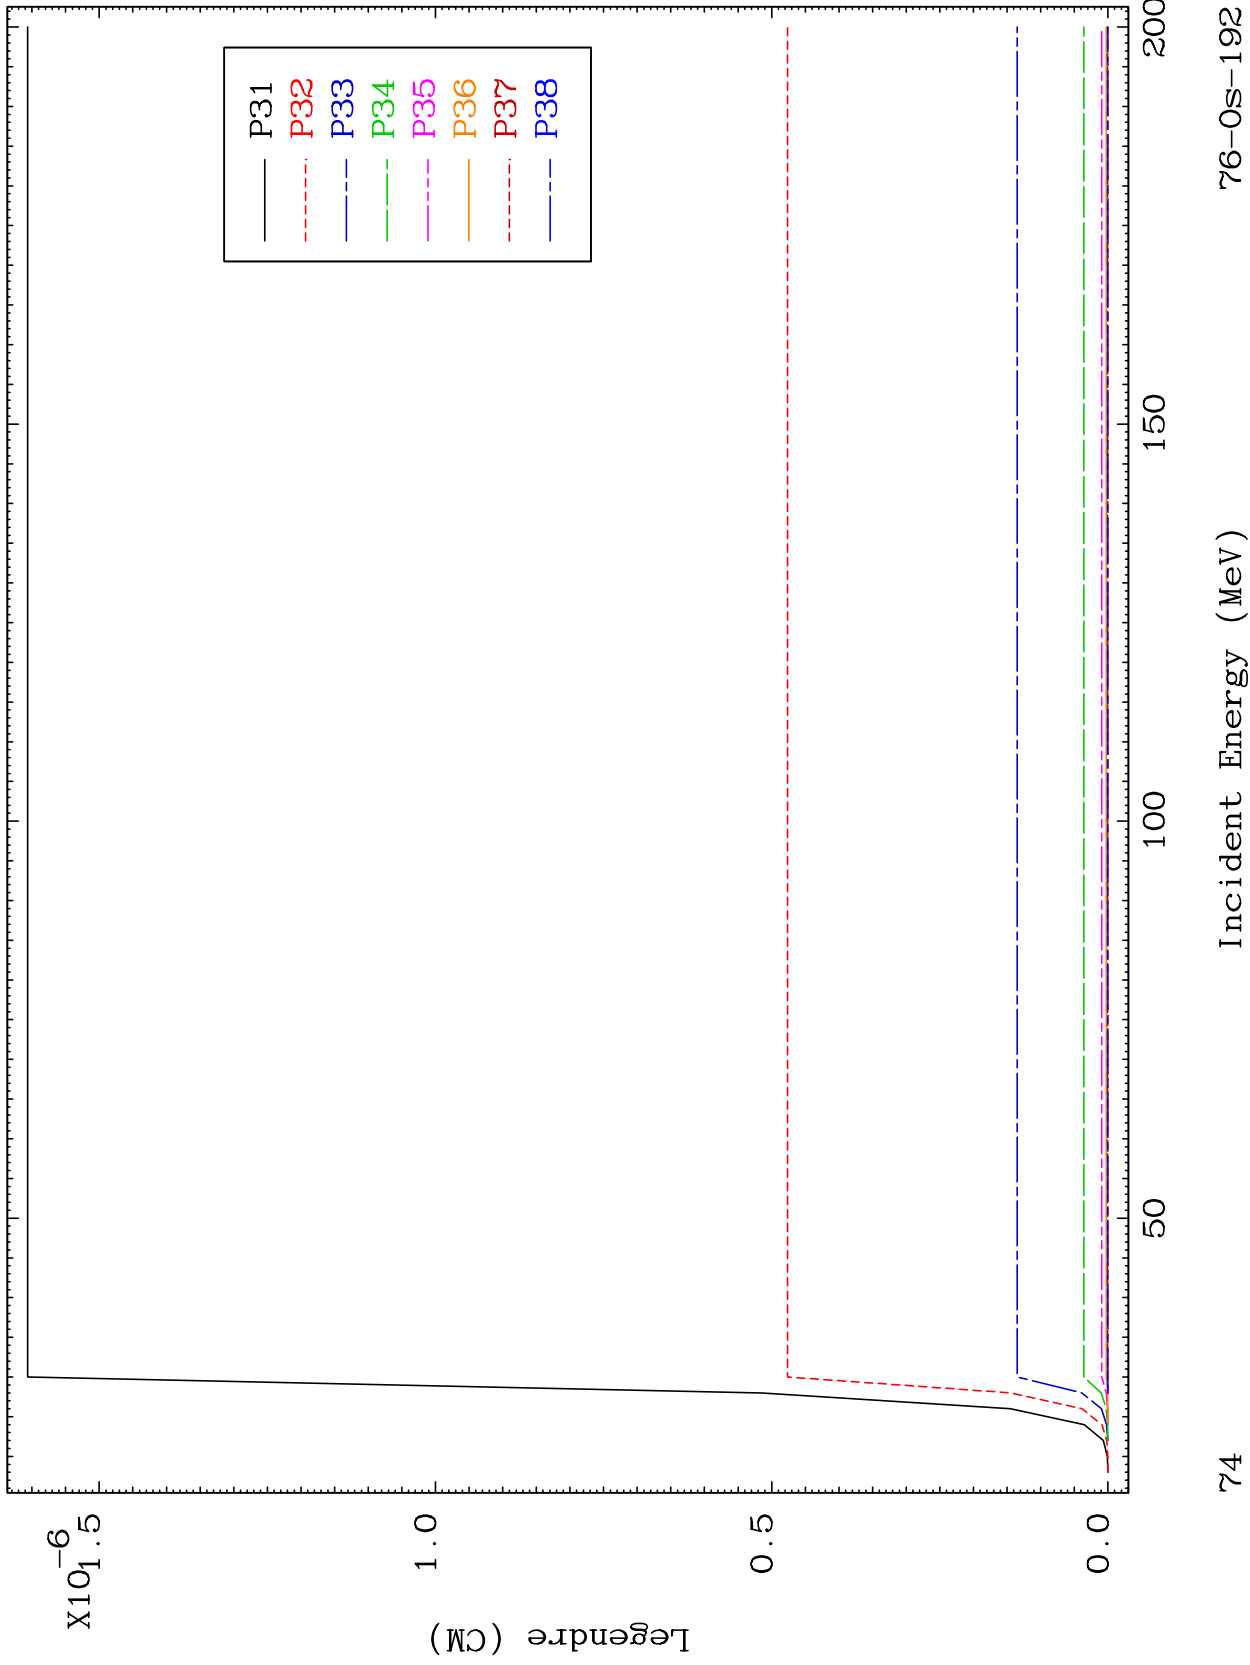 X10-6
P31
P32
P33
P34
P35
P36
P37
P38
1.5
1.0
0.5
0.0
Legendre (CM)
50
100
150
200
Incident Energy (MeV)
74
76-Os-192